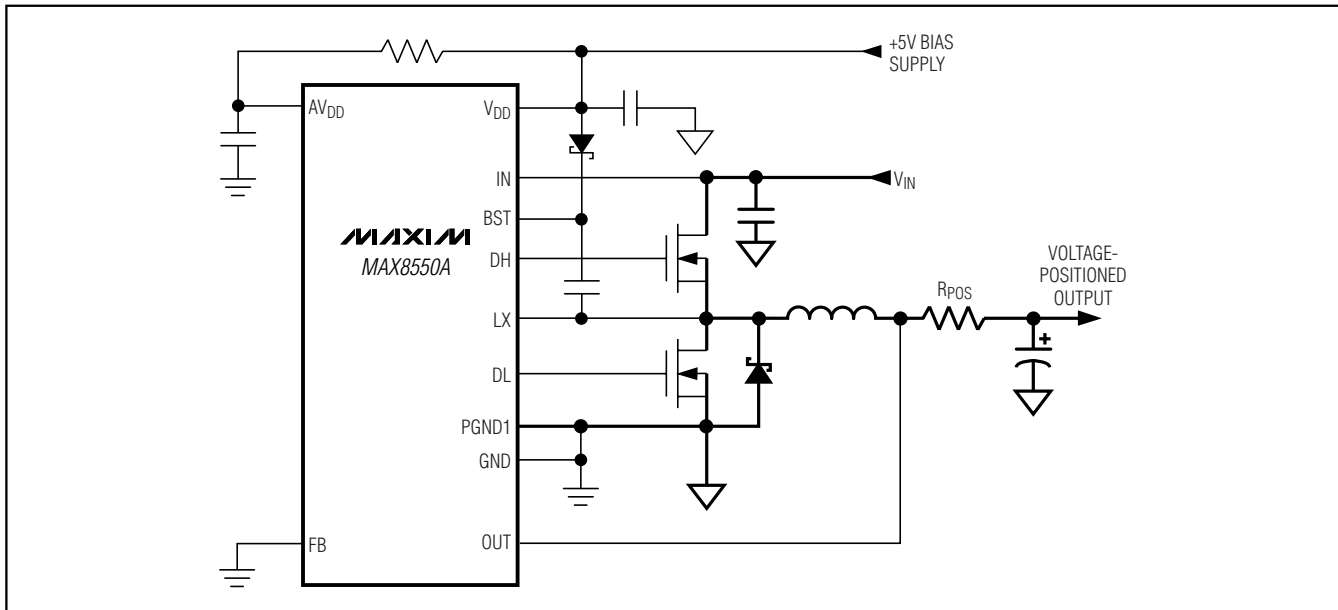 +5V BIAS
SUPPLY
AVDD
VDD
IN
VIN
BST
MAXIM
MAX8550A
DH
VOLTAGE-
POSITIONED
OUTPUT
RPOS
LX
+
DL
PGND1
GND
FB
OUT